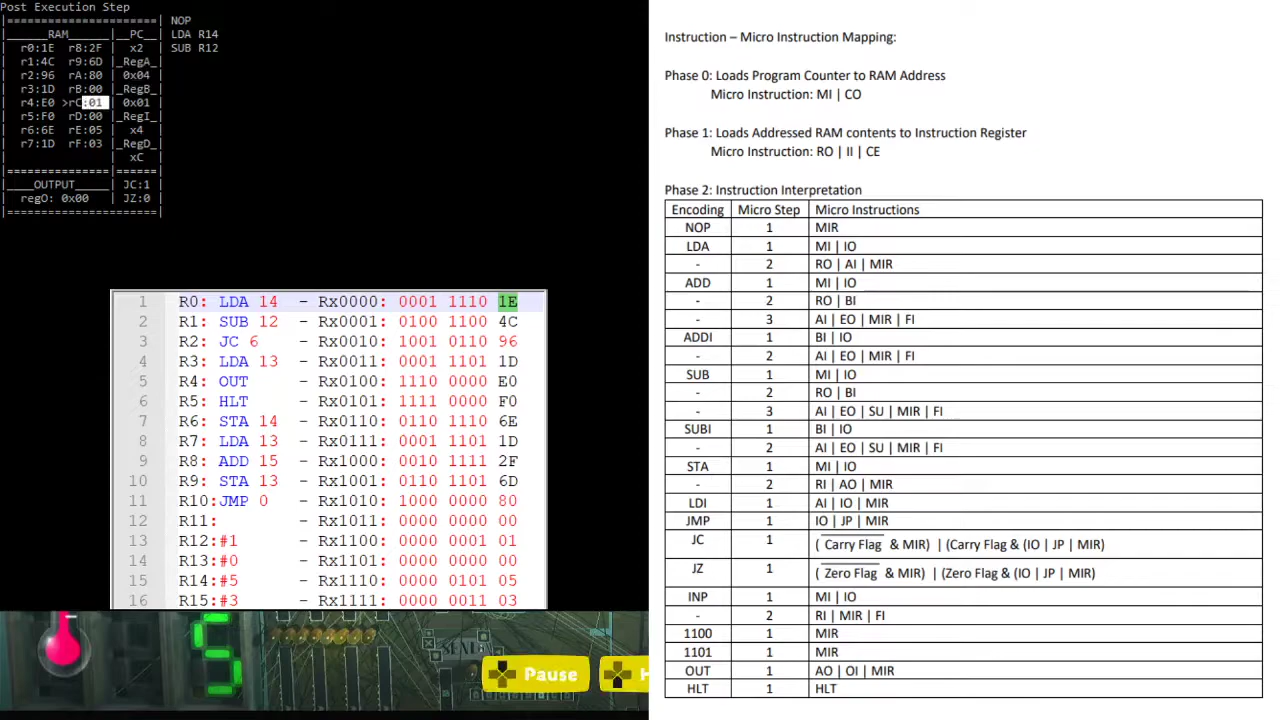 Post Execution Step
|======================| NOP
|______RAM______|__PC__| LDA R14
| r0:1E r8:2F | x2 | SUB R12
| r1:4C r9:6D |_RegA_|
| r2:96 rA:80 | 0x04 |
| r3:1D rB:00 |_RegB_|
| r4:E0 >rC:01 | 0x01 |
| r5:F0 rD:00 |_RegI_|
| r6:6E rE:05 | x4 |
| r7:1D rF:03 |_RegD_|
| | xC |
|===============|======|
|____OUTPUT_____| JC:1 |
| regO: 0x00 | JZ:0 |
|======================|
1 R0: LDA 14 - Rx0000: 0001 1110 1E
2 R1: SUB 12 - Rx0001: 0100 1100 4C
3 R2: JC 6 - Rx0010: 1001 0110 96
4 R3: LDA 13 - Rx0011: 0001 1101 1D
5 R4: OUT - Rx0100: 1110 0000 E0
6 R5: HLT - Rx0101: 1111 0000 F0
7 R6: STA 14 - Rx0110: 0110 1110 6E
8 R7: LDA 13 - Rx0111: 0001 1101 1D
9 R8: ADD 15 - Rx1000: 0010 1111 2F
10 R9: STA 13 - Rx1001: 0110 1101 6D
11 R10:JMP 0 - Rx1010: 1000 0000 80
12 R11: - Rx1011: 0000 0000 00
13 R12:#1 - Rx1100: 0000 0001 01
14 R13:#0 - Rx1101: 0000 0000 00
15 R14:#5 - Rx1110: 0000 0101 05
16 R15:#3 - Rx1111: 0000 0011 03
5
Pause
Instruction – Micro Instruction Mapping:
Phase 0: Loads Program Counter to RAM Address
Micro Instruction: MI | CO
Phase 1: Loads Addressed RAM contents to Instruction Register
Micro Instruction: RO | II | CE
Phase 2: Instruction Interpretation
Encoding Micro Step Micro Instructions
NOP 1 MIR
LDA 1 MI | IO
- 2 RO | AI | MIR
ADD 1 MI | IO
- 2 RO | BI
- 3 AI | EO | MIR | FI
ADDI 1 BI | IO
- 2 AI | EO | MIR | FI
SUB 1 MI | IO
- 2 RO | BI
- 3 AI | EO | SU | MIR | FI
SUBI 1 BI | IO
- 2 AI | EO | SU | MIR | FI
STA 1 MI | IO
- 2 RI | AO | MIR
LDI 1 AI | IO | MIR
JMP 1 IO | JP | MIR
JC 1 ( Carry Flag & MIR) | (Carry Flag & (IO | JP | MIR)
JZ 1 ( Zero Flag & MIR) | (Zero Flag & (IO | JP | MIR)
INP 1 MI | IO
- 2 RI | MIR | FI
1100 1 MIR
1101 1 MIR
OUT 1 AO | OI | MIR
HLT 1 HLT